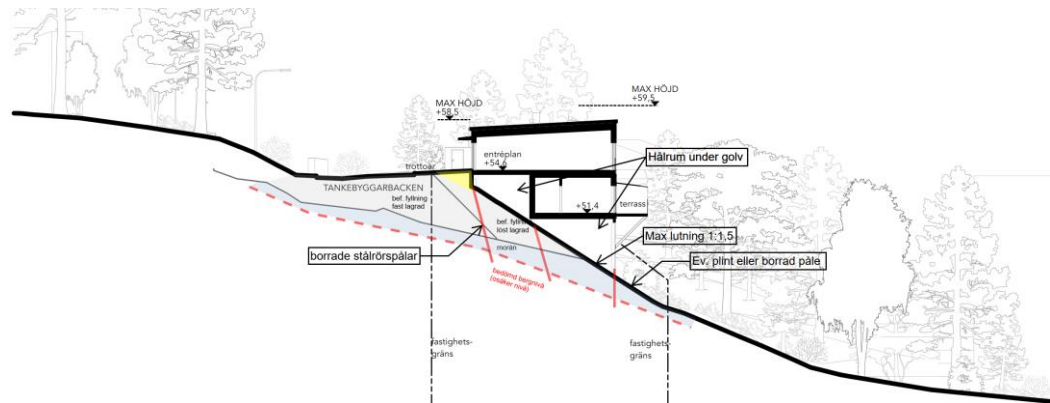 MAX HÖJD
+58,5
MAX HÖJD
+59,5
trottoar
entréplan
+54,6
Hålrum under golv
TANKEBYGGARBACKEN
bef. fyllning
fast lagrad
bef. fylln
löst lagrad
+51,4
terrass
morän
Max lutning 1:1,5
borrade stålrörspålar
Ev. plint eller borrad påle
bedömd bergnivå
(osäker nivå)
fastighets-
gräns
fastighets-
gräns